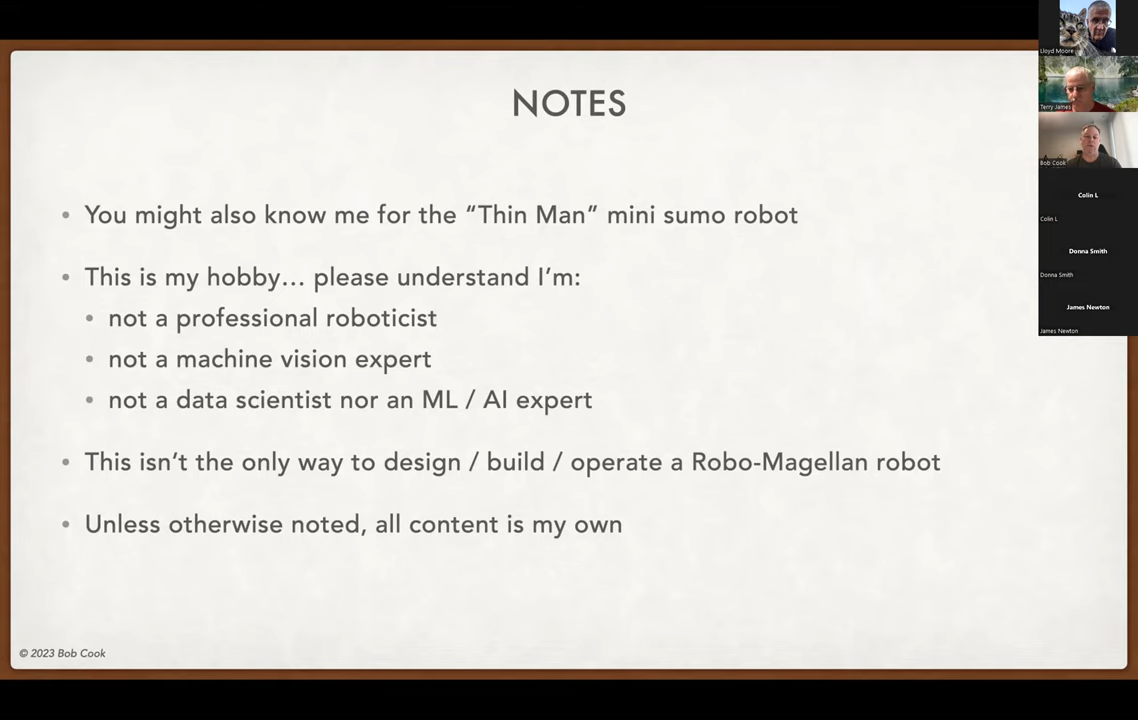 NOTES
• You might also know me for the “Thin Man” mini sumo robot
• This is my hobby… please understand I’m:
• not a professional roboticist
• not a machine vision expert
• not a data scientist nor an ML / AI expert
• This isn’t the only way to design / build / operate a Robo-Magellan robot
• Unless otherwise noted, all content is my own
© 2023 Bob Cook
Lloyd Moore
Terry James
Bob Cook
Colin L
Colin L
Donna Smith
Donna Smith
James Newton
James Newton